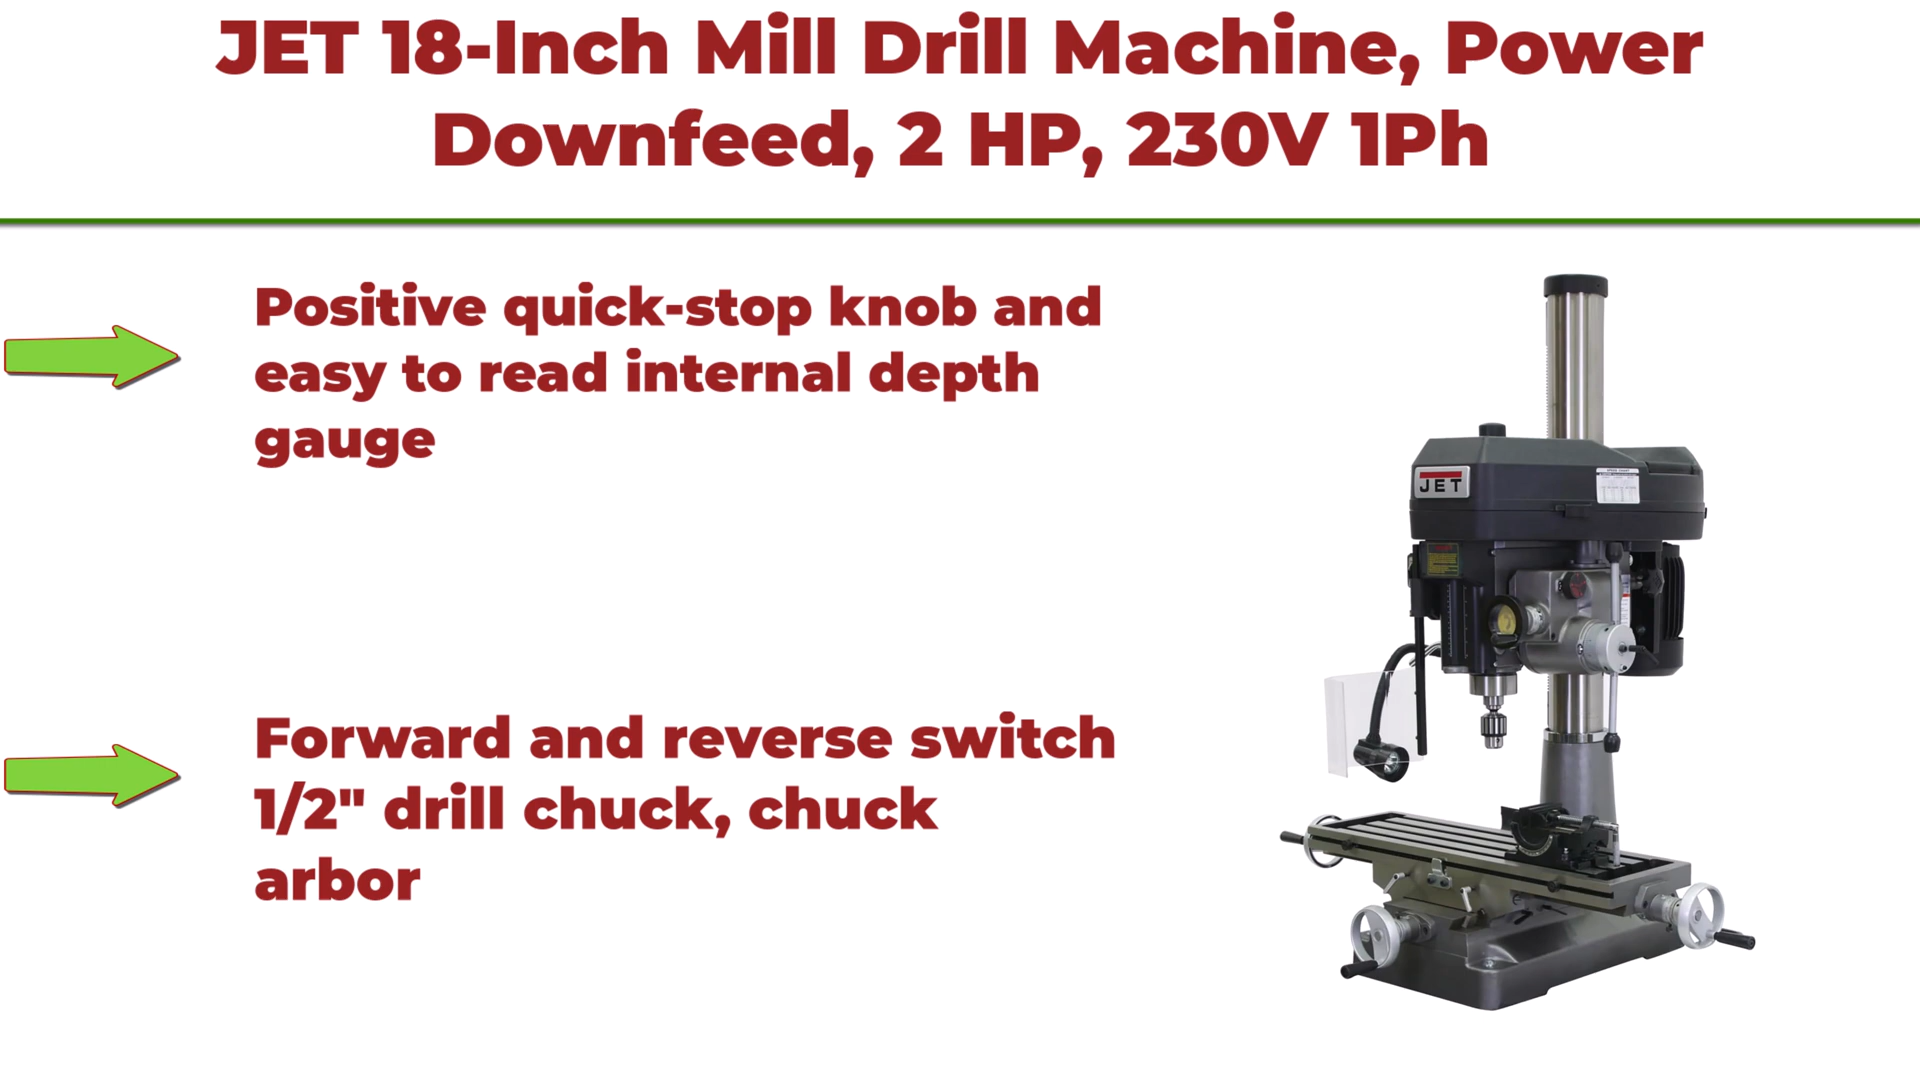 JET 18-Inch Mill Drill Machine, Power
Downfeed, 2 HP, 230V 1Ph
Positive quick-stop knob and
easy to read internal depth
gauge
Forward and reverse switch
1/2" drill chuck, chuck
arbor
JET